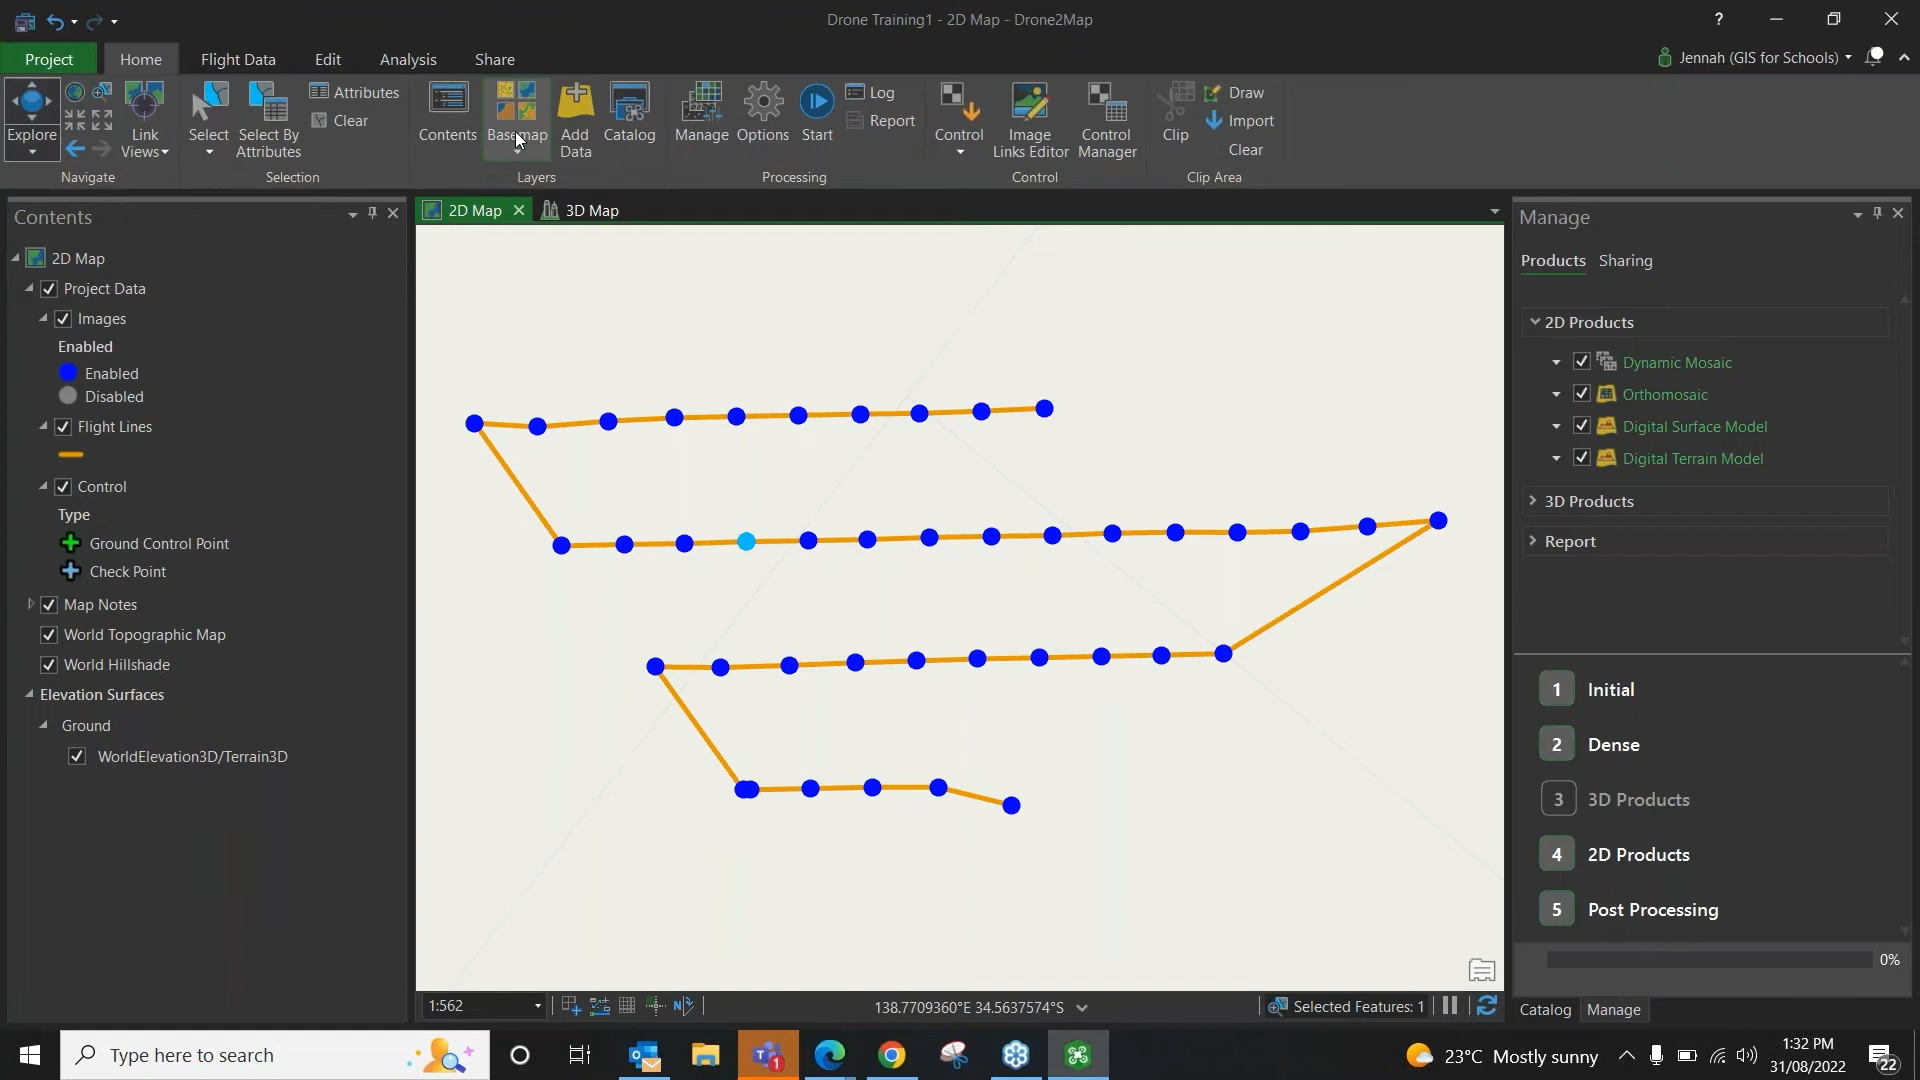 Drone Training1 - 2D Map - Drone2Map
?
Project Home Flight Data Edit Analysis Share
Jennah (GIS for Schools)
Explore
Link Views
Navigate
Select
Select By Attributes
Attributes
Clear
Selection
Contents
Basemap
Add Data
Catalog
Layers
Manage
Options
Start
Log
Report
Processing
Control
Image Links Editor
Control Manager
Control
Clip
Draw
Import
Clear
Clip Area
Contents
2D Map
Project Data
Images
Enabled
Enabled
Disabled
Flight Lines
Control
Type
Ground Control Point
Check Point
Map Notes
World Topographic Map
World Hillshade
Elevation Surfaces
Ground
WorldElevation3D/Terrain3D
2D Map
3D Map
1:562
138.7709360°E 34.5637574°S
Selected Features: 1
Manage
Products Sharing
2D Products
Dynamic Mosaic
Orthomosaic
Digital Surface Model
Digital Terrain Model
3D Products
Report
1 Initial
2 Dense
3 3D Products
4 2D Products
5 Post Processing
0%
Catalog Manage
Type here to search
1
23°C Mostly sunny
1:32 PM
31/08/2022
22